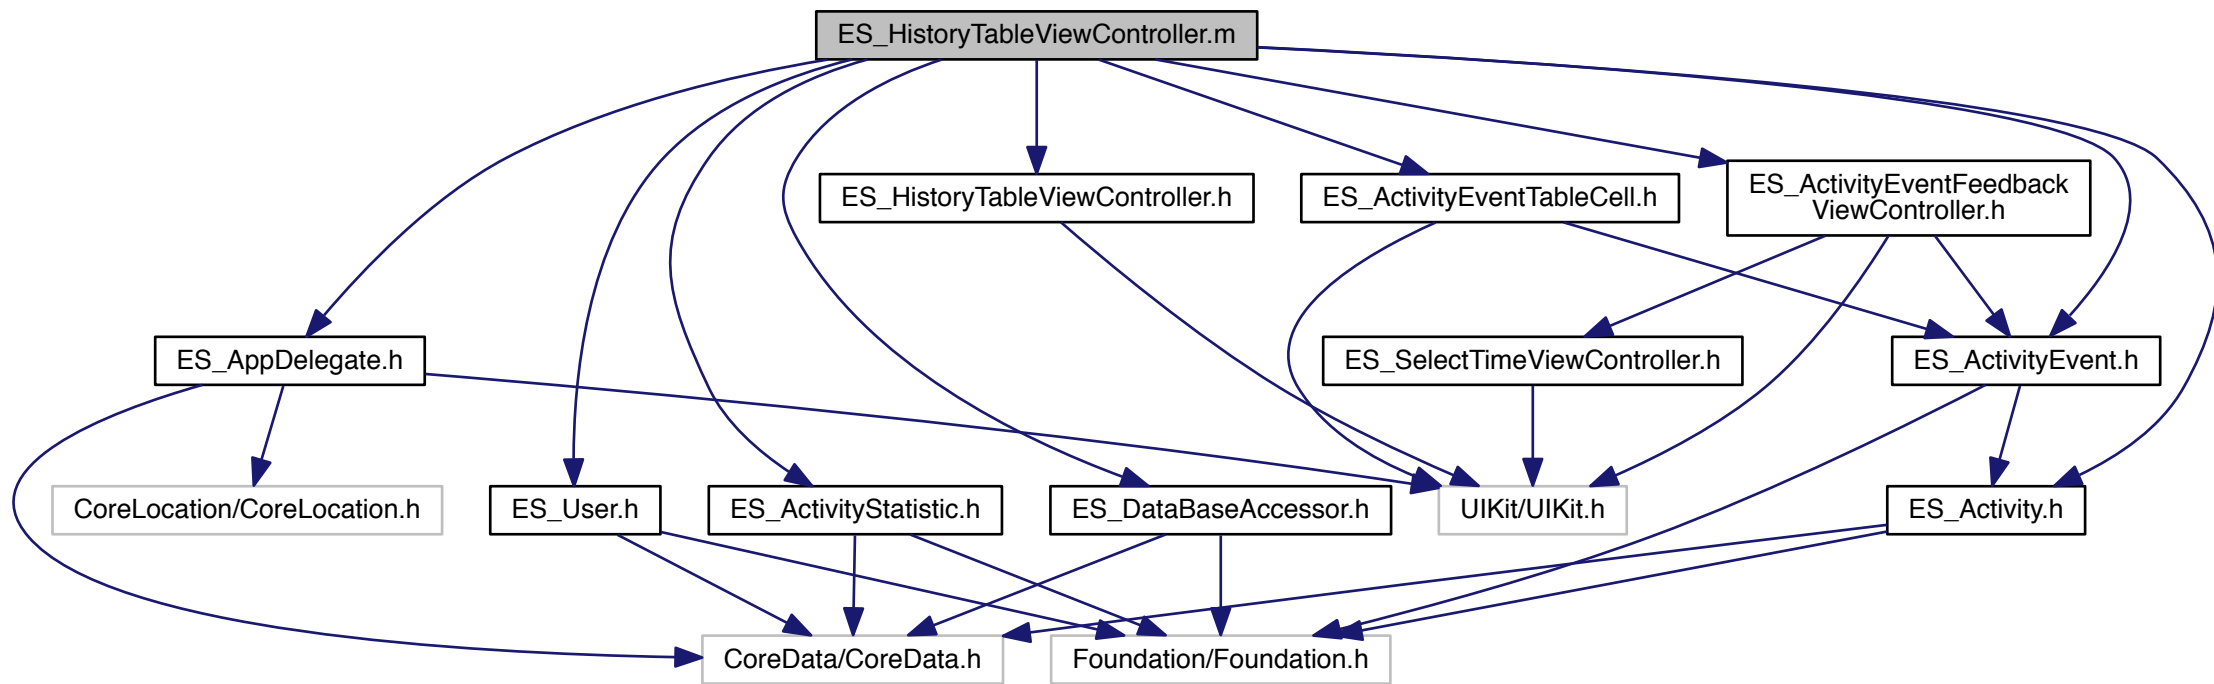 ES_HistoryTableViewController.m
ES_HistoryTableViewController.h
ES_ActivityEventTableCell.h
ES_ActivityEventFeedback
ViewController.h
ES_AppDelegate.h
ES_SelectTimeViewController.h
ES_ActivityEvent.h
CoreLocation/CoreLocation.h
ES_User.h
ES_ActivityStatistic.h
ES_DataBaseAccessor.h
UIKit/UIKit.h
ES_Activity.h
CoreData/CoreData.h
Foundation/Foundation.h